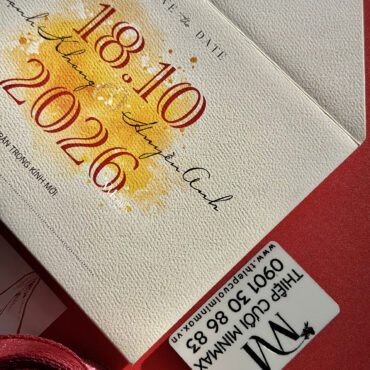 THE DATE
18.10
Khang
Huyền Anh
2026
TRÂN TRỌNG KÍNH MỜI
THIỆP CƯỚI MINMAX
0901 30 86 83
www.thiepcuoiminmax.vn